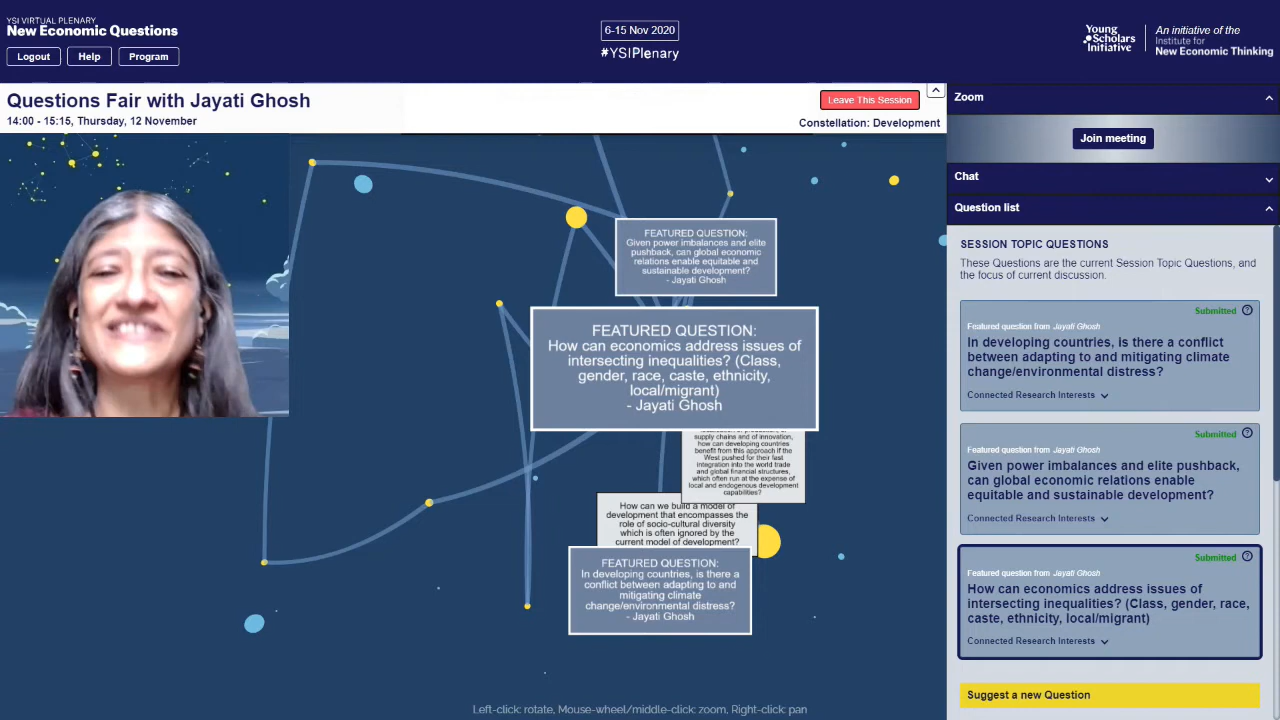 YSI VIRTUAL PLENARY
New Economic Questions
Logout
Help
Program
6-15 Nov 2020
#YSIPlenary
Young
Scholars
Initiative
An initiative of the
Institute for
New Economic Thinking
Questions Fair with Jayati Ghosh
14:00 - 15:15, Thursday, 12 November
Leave This Session
Constellation: Development
FEATURED QUESTION:
Given power imbalances and elite
pushback, can global economic
relations enable equitable and
sustainable development?
- Jayati Ghosh
FEATURED QUESTION:
How can economics address issues of
intersecting inequalities? (Class,
gender, race, caste, ethnicity,
local/migrant)
- Jayati Ghosh
supply chains and of innovation,
how can developing countries
benefit from this approach if the
West pushed for their fast
integration into the world trade
and global financial structures,
which often run at the expense of
local and endogenous development
capabilities?
How can we build a model of
development that encompasses the
role of socio-cultural diversity
which is often ignored by the
current model of development?
FEATURED QUESTION:
In developing countries, is there a
conflict between adapting to and
mitigating climate
change/environmental distress?
- Jayati Ghosh
Left-click: rotate, Mouse-wheel/middle-click: zoom, Right-click: pan
Zoom
Join meeting
Chat
Question list
SESSION TOPIC QUESTIONS
These Questions are the current Session Topic Questions, and
the focus of current discussion.
Submitted ?
Featured question from Jayati Ghosh
In developing countries, is there a conflict
between adapting to and mitigating climate
change/environmental distress?
Connected Research Interests
Submitted ?
Featured question from Jayati Ghosh
Given power imbalances and elite pushback,
can global economic relations enable
equitable and sustainable development?
Connected Research Interests
Submitted ?
Featured question from Jayati Ghosh
How can economics address issues of
intersecting inequalities? (Class, gender, race,
caste, ethnicity, local/migrant)
Connected Research Interests
Suggest a new Question